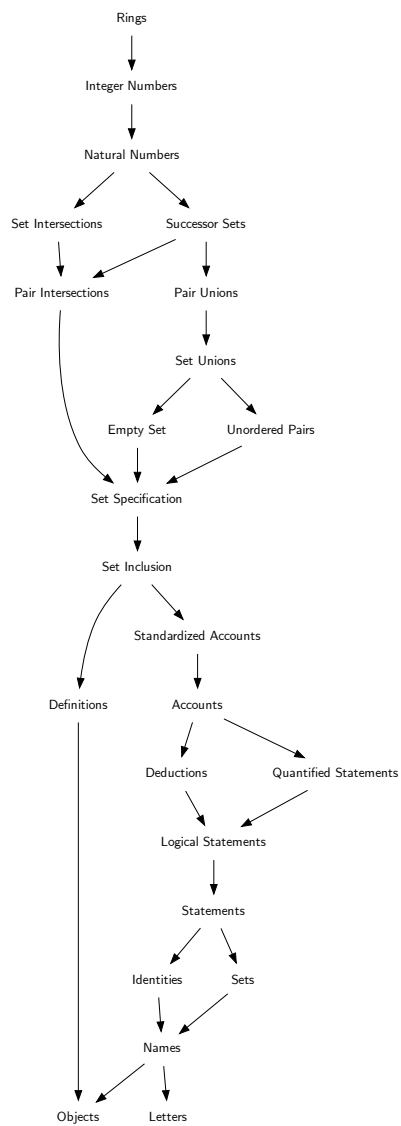 Rings
Integer Numbers
Natural Numbers
Set Intersections Successor Sets
Pair Intersections Pair Unions
Set Unions
Empty Set Unordered Pairs
Set Specification
Set Inclusion
Standardized Accounts
Definitions Accounts
Deductions Quantified Statements
Logical Statements
Statements
Identities Sets
Names
Objects Letters